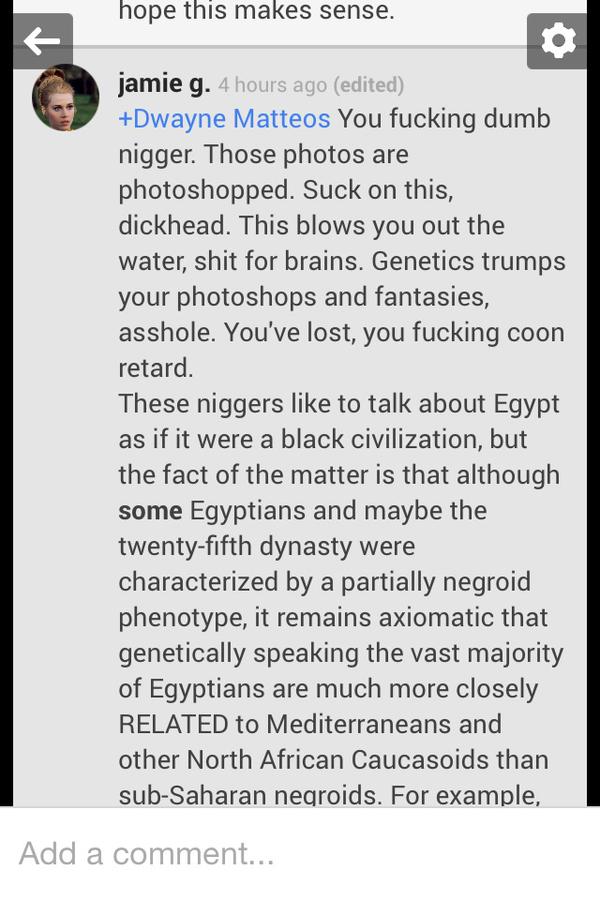 hope this makes sense.
jamie g. 4 hours ago (edited)
+Dwayne Matteos You fucking dumb
nigger. Those photos are
photoshopped. Suck on this,
dickhead. This blows you out the
water, shit for brains. Genetics trumps
your photoshops and fantasies,
asshole. You've lost, you fucking coon
retard.
These niggers like to talk about Egypt
as if it were a black civilization, but
the fact of the matter is that although
some Egyptians and maybe the
twenty-fifth dynasty were
characterized by a partially negroid
phenotype, it remains axiomatic that
genetically speaking the vast majority
of Egyptians are much more closely
RELATED to Mediterraneans and
other North African Caucasoids than
sub-Saharan negroids. For example,
Add a comment...